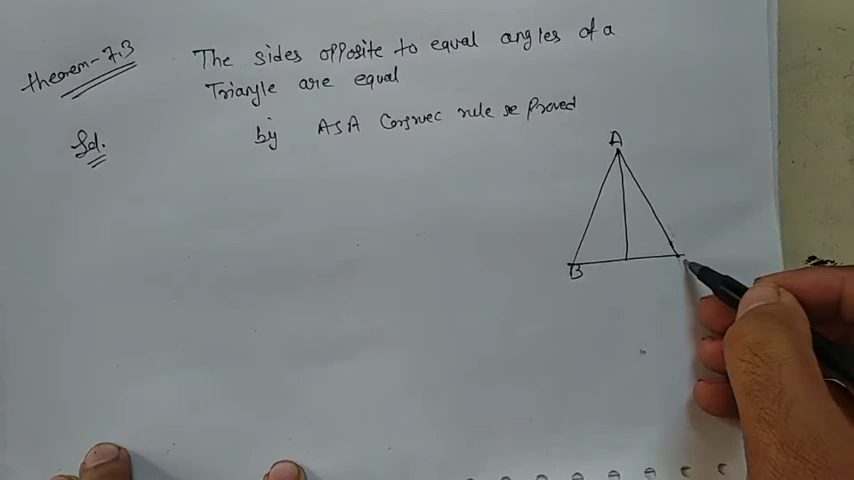 theorem-7.3
The sides opposite to equal angles of a
Triangle are equal
Sol.
by ASA Congruec rule se Proved
A
B